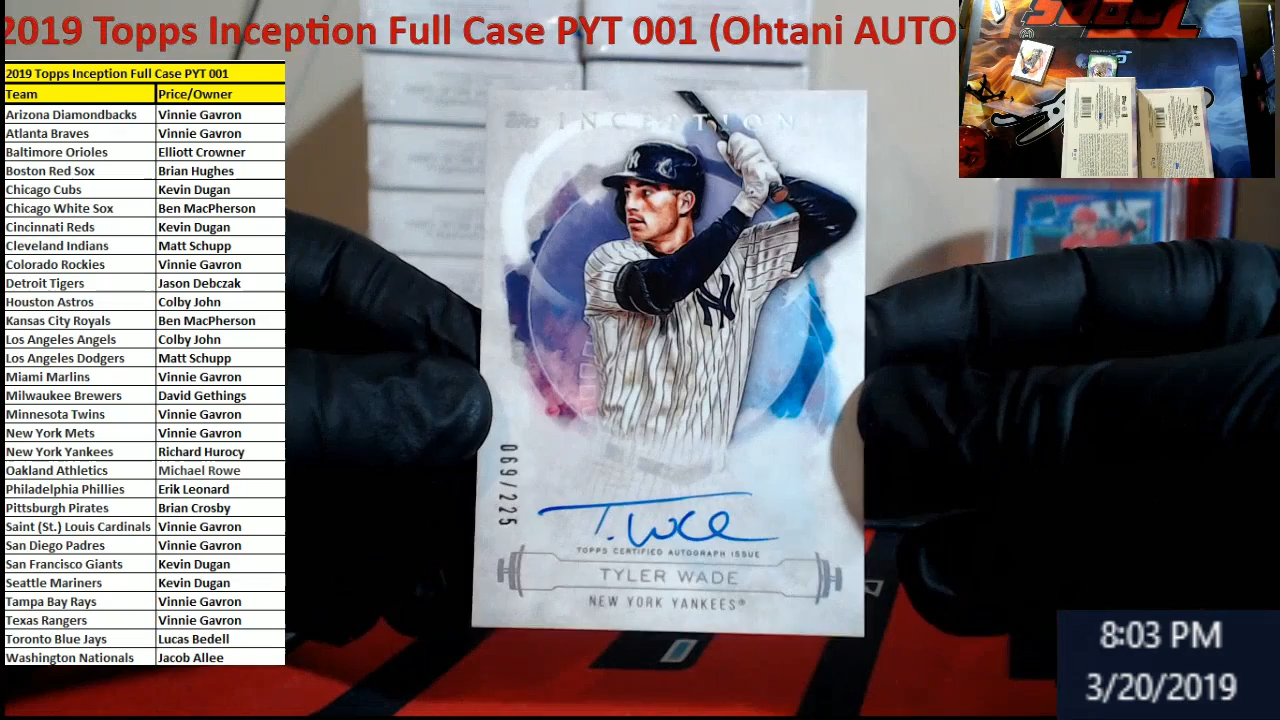 2019 Topps Inception Full Case PYT 001 (Ohtani AUTO
2019 Topps Inception Full Case PYT 001
Team Price/Owner
Arizona Diamondbacks Vinnie Gavron
Atlanta Braves Vinnie Gavron
Baltimore Orioles Elliott Crowner
Boston Red Sox Brian Hughes
Chicago Cubs Kevin Dugan
Chicago White Sox Ben MacPherson
Cincinnati Reds Kevin Dugan
Cleveland Indians Matt Schupp
Colorado Rockies Vinnie Gavron
Detroit Tigers Jason Debczak
Houston Astros Colby John
Kansas City Royals Ben MacPherson
Los Angeles Angels Colby John
Los Angeles Dodgers Matt Schupp
Miami Marlins Vinnie Gavron
Milwaukee Brewers David Gethings
Minnesota Twins Vinnie Gavron
New York Mets Vinnie Gavron
New York Yankees Richard Hurocy
Oakland Athletics Michael Rowe
Philadelphia Phillies Erik Leonard
Pittsburgh Pirates Brian Crosby
Saint (St.) Louis Cardinals Vinnie Gavron
San Diego Padres Vinnie Gavron
San Francisco Giants Kevin Dugan
Seattle Mariners Kevin Dugan
Tampa Bay Rays Vinnie Gavron
Texas Rangers Vinnie Gavron
Toronto Blue Jays Lucas Bedell
Washington Nationals Jacob Allee
topps INCEPTION
NY
069/225
T. Wade
TOPPS CERTIFIED AUTOGRAPH ISSUE
TYLER WADE
NEW YORK YANKEES®
8:03 PM
3/20/2019